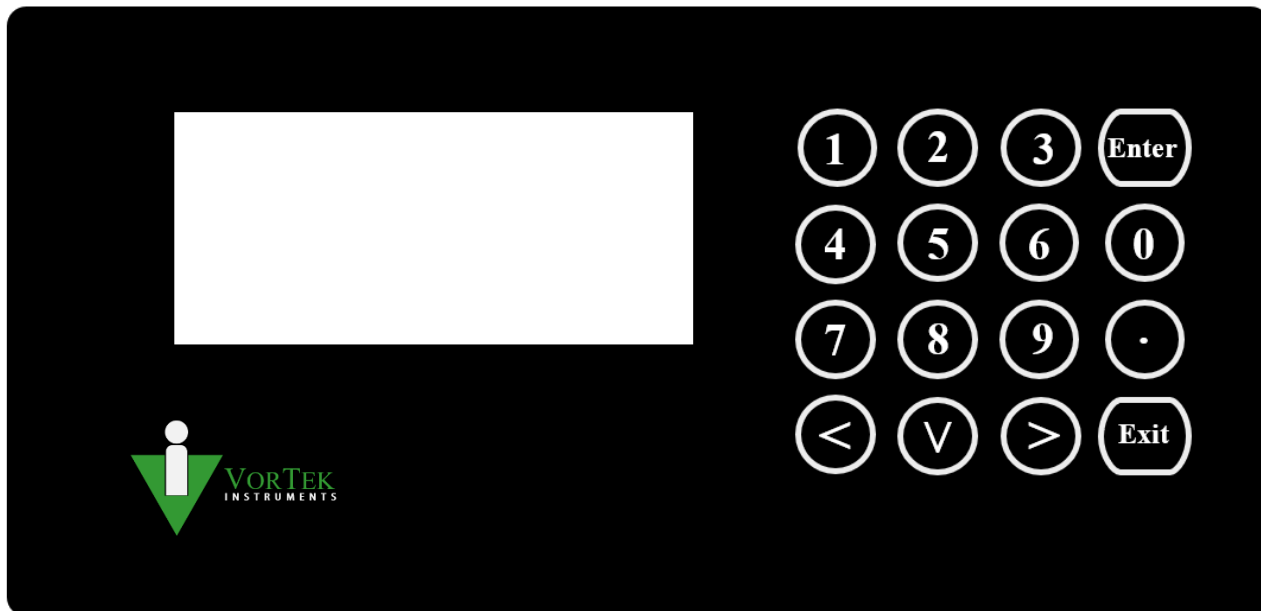 1 2 3 Enter
4 5 6 0
7 8 9 .
< V > Exit
VORTEK
INSTRUMENTS